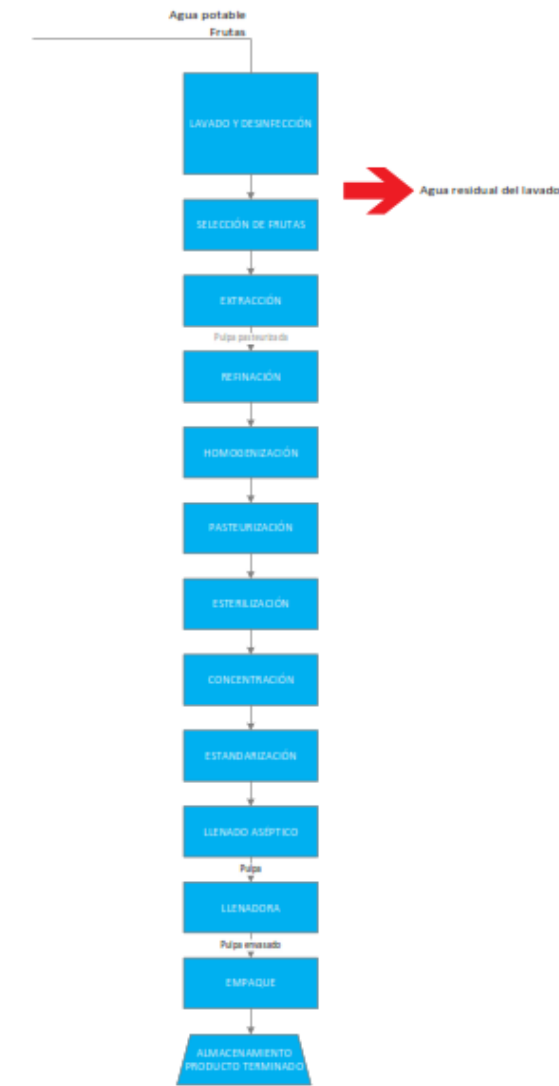 Agua potable
Frutas
LAVADO Y DESINFECCIÓN
Agua residual del lavado
SELECCIÓN DE FRUTAS
EXTRACCIÓN
Pulpa pasteurizada
REFINACIÓN
HOMOGENIZACIÓN
PASTEURIZACIÓN
ESTERILIZACIÓN
CONCENTRACIÓN
ESTANDARIZACIÓN
LLENADO ASÉPTICO
Pulpa
LLENADORA
Pulpa envasado
EMPAQUE
ALMACENAMIENTO
PRODUCTO TERMINADO